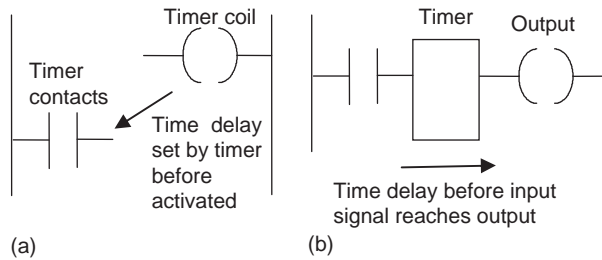 Timer coil
Timer
contacts
Time delay
set by timer
before
activated
(a)
Timer
Output
Time delay before input
signal reaches output
(b)